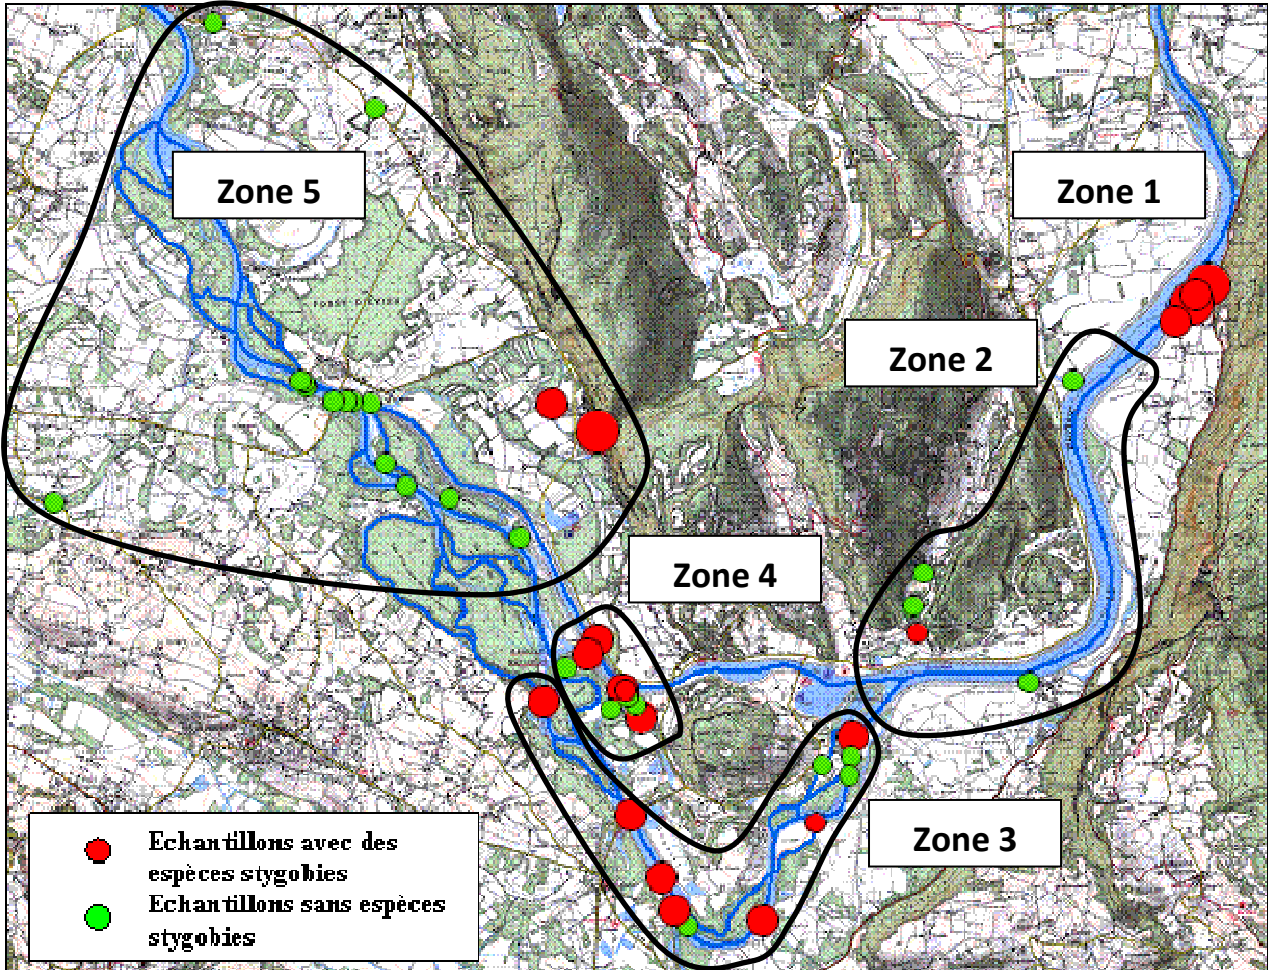 Zone 5
Zone 1
Zone 2
Zone 4
Zone 3
Echantillons avec des
espèces stygobies
Echantillons sans espèces
stygobies